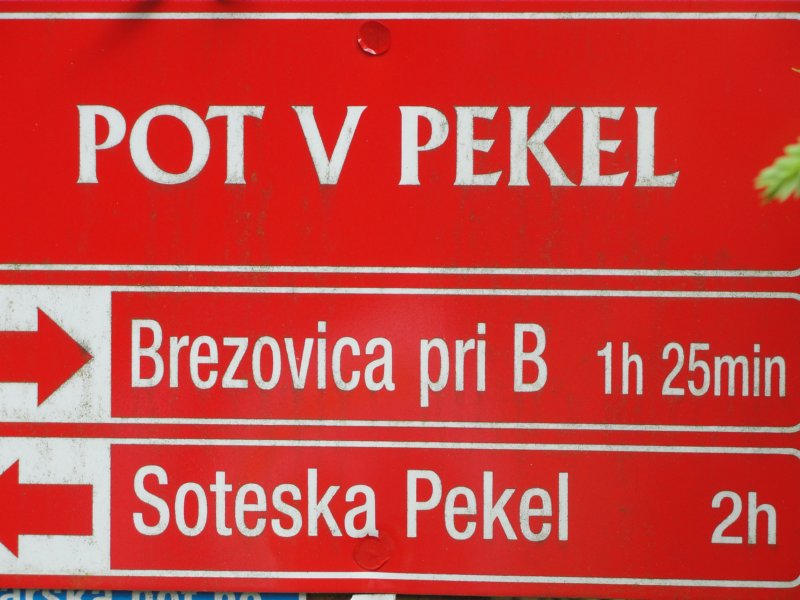 POT V PEKEL
Brezovica pri B 1h 25min
Soteska Pekel 2h